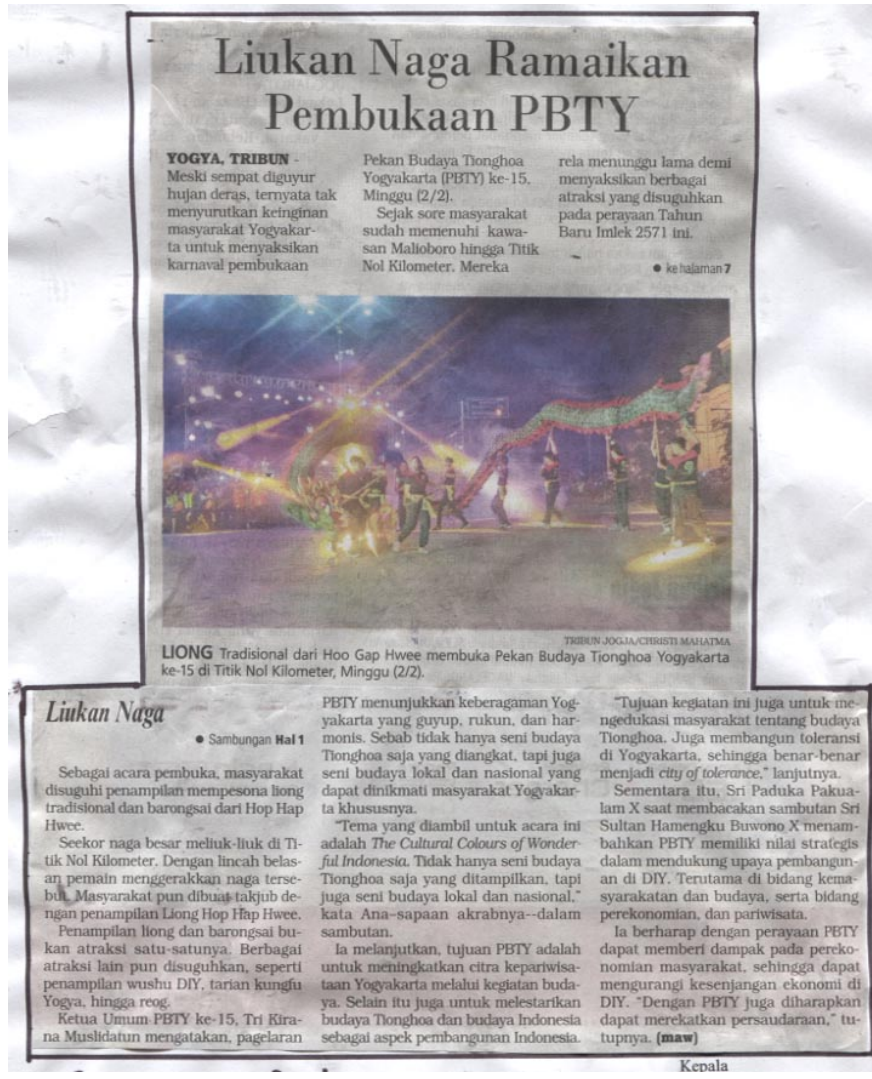 Liukan Naga Ramaikan
Pembukaan PBTY
YOGYA, TRIBUN -
Meski sempat diguyur
hujan deras, ternyata tak
menyurutkan keinginan
masyarakat Yogyakar-
ta untuk menyaksikan
karnaval pembukaan
Pekan Budaya Tionghoa
Yogyakarta (PBTY) ke-15,
Minggu (2/2).
Sejak sore masyarakat
sudah memenuhi kawa-
san Malioboro hingga Titik
Nol Kilometer. Mereka
rela menunggu lama demi
menyaksikan berbagai
atraksi yang disuguhkan
pada perayaan Tahun
Baru Imlek 2571 ini.
● ke halaman 7
TRIBUN JOGJA/CHRISTI MAHATMA
LIONG Tradisional dari Hoo Gap Hwee membuka Pekan Budaya Tionghoa Yogyakarta
ke-15 di Titik Nol Kilometer, Minggu (2/2).
Liukan Naga
● Sambungan Hal 1
Sebagai acara pembuka, masyarakat
disuguhi penampilan mempesona liong
tradisional dan barongsai dari Hop Hap
Hwee.
Seekor naga besar meliuk-liuk di Ti-
tik Nol Kilometer. Dengan lincah belas-
an pemain menggerakkan naga terse-
but. Masyarakat pun dibuat takjub de-
ngan penampilan Liong Hop Hap Hwee.
Penampilan liong dan barongsai bu-
kan atraksi satu-satunya. Berbagai
atraksi lain pun disuguhkan, seperti
penampilan wushu DIY, tarian kungfu
Yogya, hingga reog.
Ketua Umum PBTY ke-15, Tri Kira-
na Muslidatun mengatakan, pagelaran
PBTY menunjukkan keberagaman Yog-
yakarta yang guyup, rukun, dan har-
monis. Sebab tidak hanya seni budaya
Tionghoa saja yang diangkat, tapi juga
seni budaya lokal dan nasional yang
dapat dinikmati masyarakat Yogyakar-
ta khususnya.
"Tema yang diambil untuk acara ini
adalah The Cultural Colours of Wonder-
ful Indonesia. Tidak hanya seni budaya
Tionghoa saja yang ditampilkan, tapi
juga seni budaya lokal dan nasional,"
kata Ana--sapaan akrabnya--dalam
sambutan.
Ia melanjutkan, tujuan PBTY adalah
untuk meningkatkan citra kepariwisa-
taan Yogyakarta melalui kegiatan buda-
ya. Selain itu juga untuk melestarikan
budaya Tionghoa dan budaya Indonesia
sebagai aspek pembangunan Indonesia.
"Tujuan kegiatan ini juga untuk me-
ngedukasi masyarakat tentang budaya
Tionghoa. Juga membangun toleransi
di Yogyakarta, sehingga benar-benar
menjadi city of tolerance," lanjutnya.
Sementara itu, Sri Paduka Pakua-
lam X saat membacakan sambutan Sri
Sultan Hamengku Buwono X menam-
bahkan PBTY memiliki nilai strategis
dalam mendukung upaya pembangun-
an di DIY. Terutama di bidang kema-
syarakatan dan budaya, serta bidang
perekonomian, dan pariwisata.
Ia berharap dengan perayaan PBTY
dapat memberi dampak pada pereko-
nomian masyarakat, sehingga dapat
mengurangi kesenjangan ekonomi di
DIY. "Dengan PBTY juga diharapkan
dapat merekatkan persaudaraan," tu-
tupnya. (maw)
Kepala